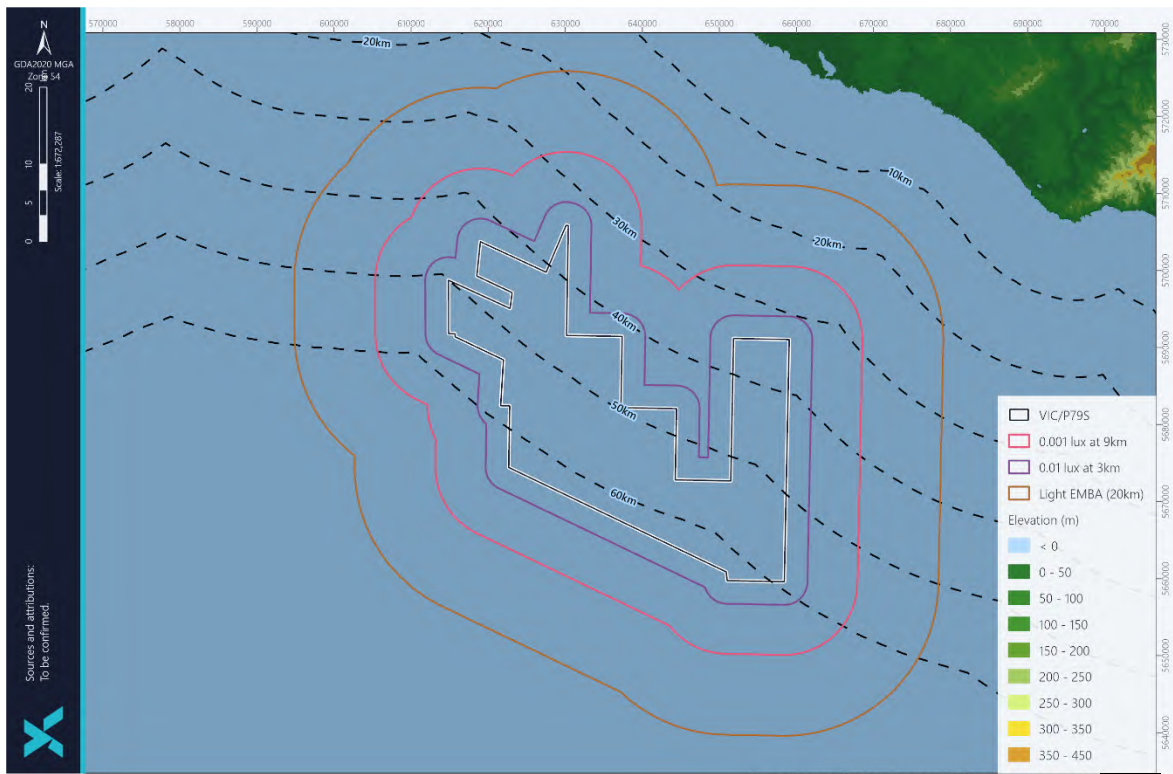 570000
580000
590000
600000
610000
620000
630000
640000
650000
660000
670000
680000
690000
700000
N
GDA2020 MGA
Zone 54
20
10
5
0
Scale: 1:672,287
Sources and attributions:
To be confirmed.
20km
10km
20km
30km
40km
50km
60km
5730000
5720000
5710000
5700000
5690000
5680000
5670000
5660000
5650000
5640000
VIC/P79S
0.001 lux at 9km
0.01 lux at 3km
Light EMBA (20km)
Elevation (m)
< 0
0 - 50
50 - 100
100 - 150
150 - 200
200 - 250
250 - 300
300 - 350
350 - 450